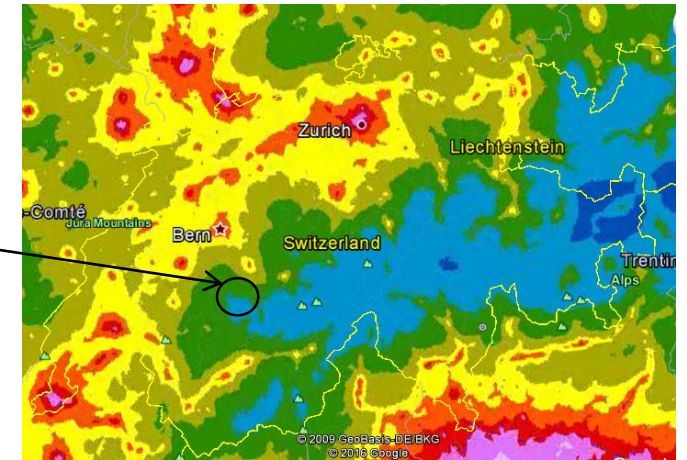 Zurich
Liechtenstein
e-Comté
Jura Mountains
Bern
Switzerland
Trentin
Alps
© 2009 GeoBasis-DE/BKG
© 2016 Google